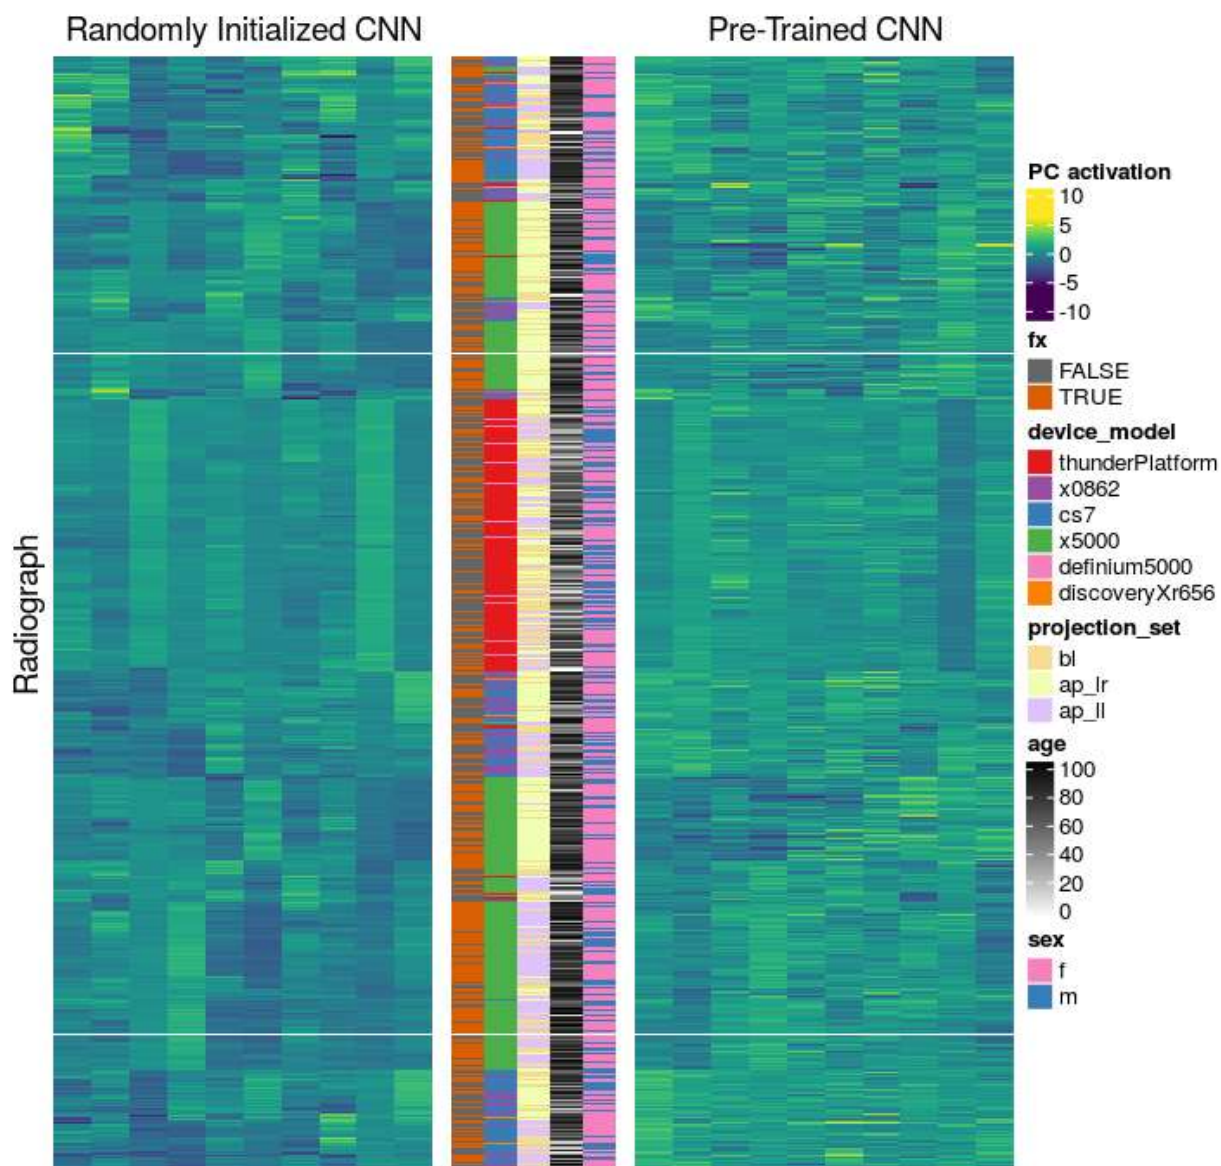 Randomly Initialized CNN
Pre-Trained CNN
Radiograph
PC activation
10
5
0
-5
-10
fx
FALSE
TRUE
device_model
thunderPlatform
x0862
cs7
x5000
definium5000
discoveryXr656
projection_set
bl
ap_lr
ap_ll
age
100
80
60
40
20
0
sex
f
m